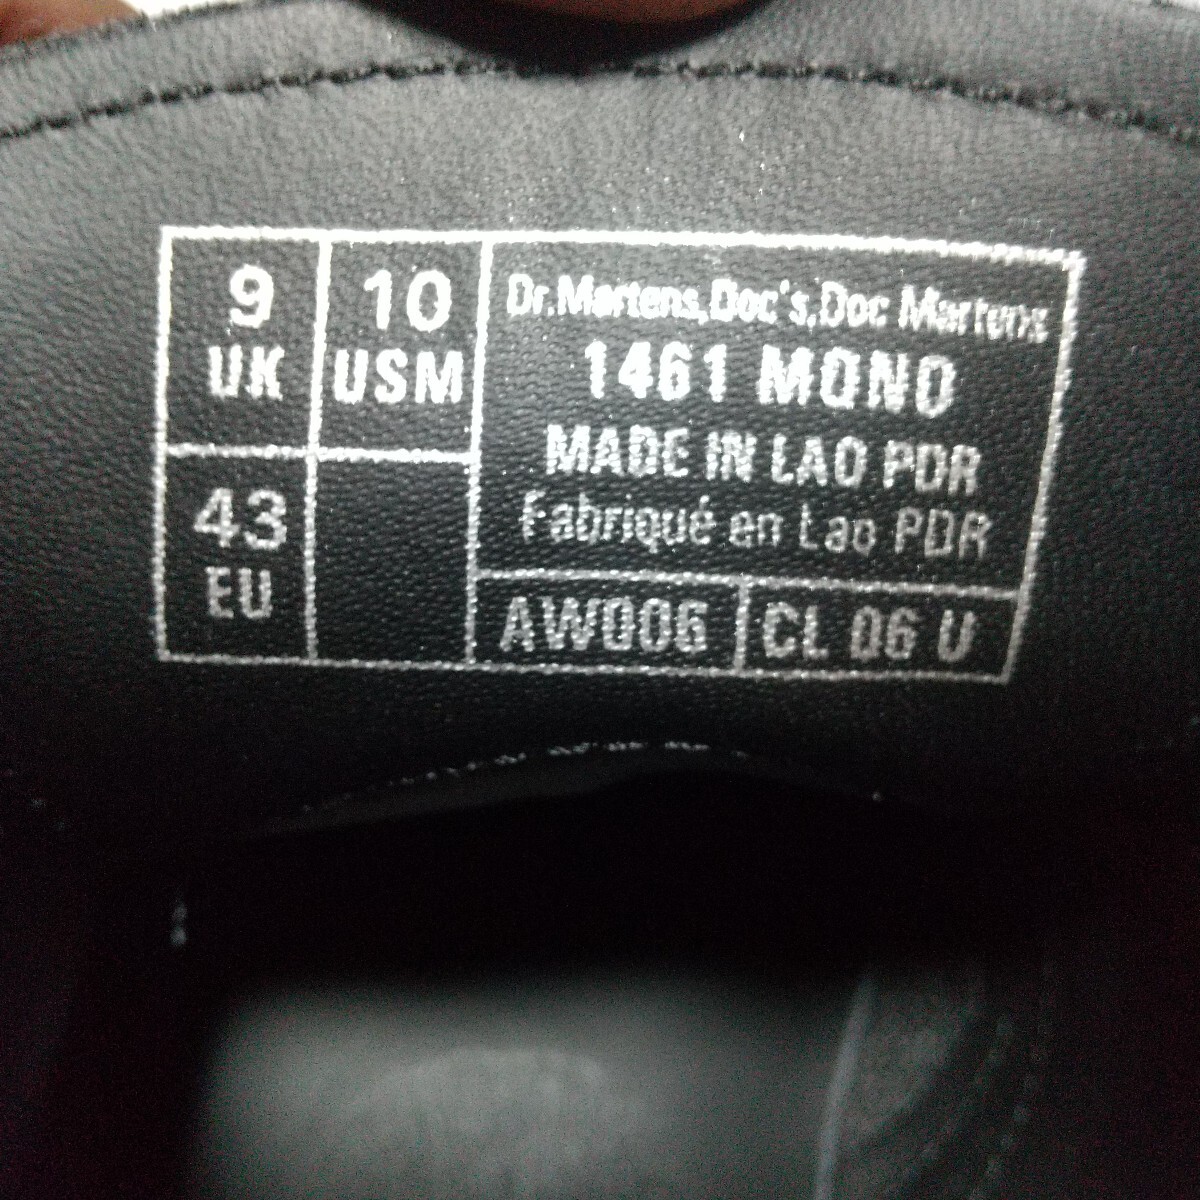 9
UK
10
USM
43
EU
Dr.Martens,Doc's,Doc Martens
1461 MONO
MADE IN LAO PDR
Fabriqué en Lao PDR
AW006
CL 06 U